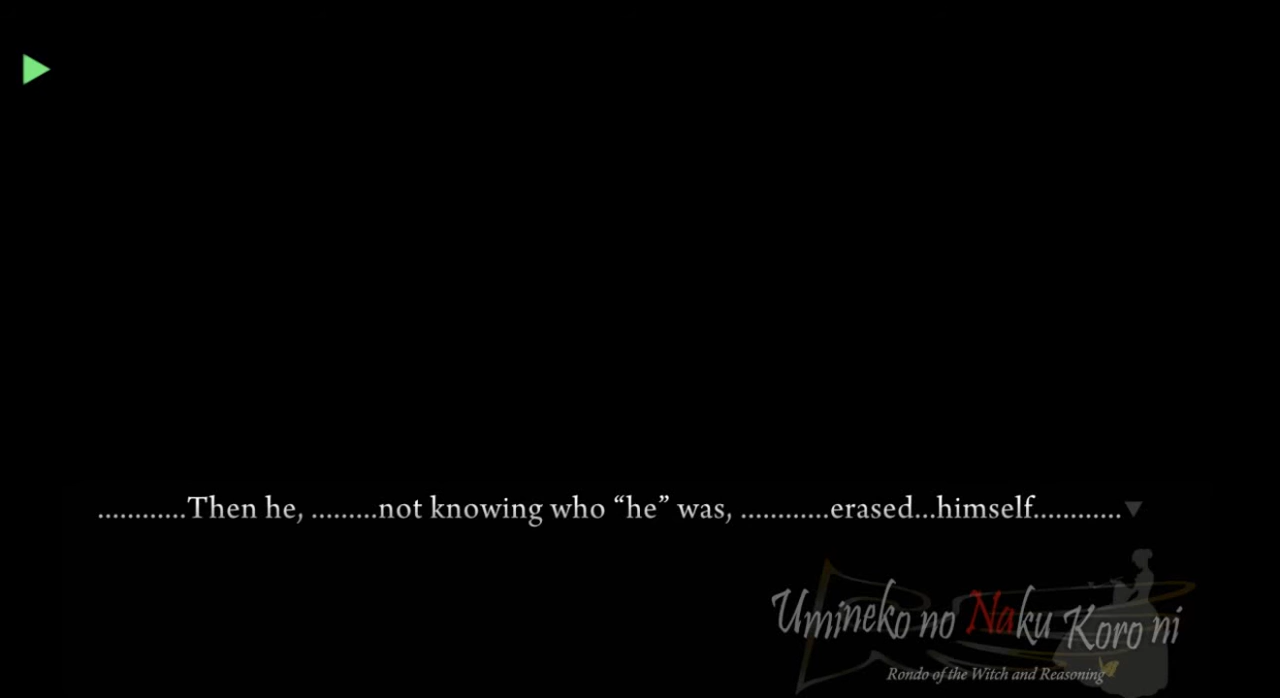 ............Then he, .........not knowing who “he” was, ............erased...himself............
Umineko no Naku Koro ni
Rondo of the Witch and Reasoning